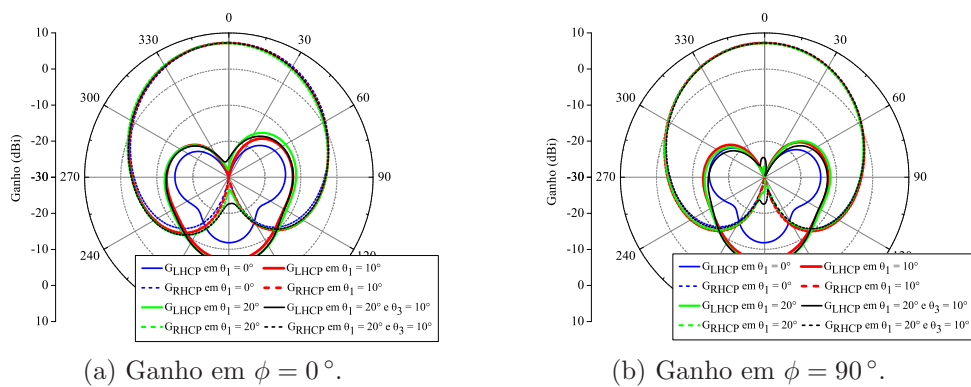 0
330
30
300
60
270
90
240
120
10
0
-10
-20
-30
-20
-10
0
10
Ganho (dBi)
G_LHCP em θ_1 = 0°
G_LHCP em θ_1 = 10°
G_RHCP em θ_1 = 0°
G_RHCP em θ_1 = 10°
G_LHCP em θ_1 = 20°
G_LHCP em θ_1 = 20° e θ_3 = 10°
G_RHCP em θ_1 = 20°
G_RHCP em θ_1 = 20° e θ_3 = 10°
(a) Ganho em ϕ = 0°.
0
330
30
300
60
270
90
240
120
10
0
-10
-20
-30
-20
-10
0
10
Ganho (dBi)
G_LHCP em θ_1 = 0°
G_LHCP em θ_1 = 10°
G_RHCP em θ_1 = 0°
G_RHCP em θ_1 = 10°
G_LHCP em θ_1 = 20°
G_LHCP em θ_1 = 20° e θ_3 = 10°
G_RHCP em θ_1 = 20°
G_RHCP em θ_1 = 20° e θ_3 = 10°
(b) Ganho em ϕ = 90°.